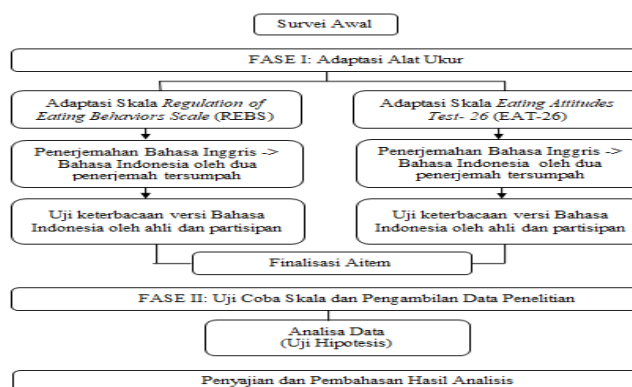 Survei Awal
FASE I: Adaptasi Alat Ukur
Adaptasi Skala Regulation of
Eating Behaviors Scale (REBS)
Adaptasi Skala Eating Attitudes
Test- 26 (EAT-26)
Penerjemahan Bahasa Inggris ->
Bahasa Indonesia oleh dua
penerjemah tersumpah
Penerjemahan Bahasa Inggris ->
Bahasa Indonesia oleh dua
penerjemah tersumpah
Uji keterbacaan versi Bahasa
Indonesia oleh ahli dan partisipan
Uji keterbacaan versi Bahasa
Indonesia oleh ahli dan partisipan
Finalisasi Aitem
FASE II: Uji Coba Skala dan Pengambilan Data Penelitian
Analisa Data
(Uji Hipotesis)
Penyajian dan Pembahasan Hasil Analisis